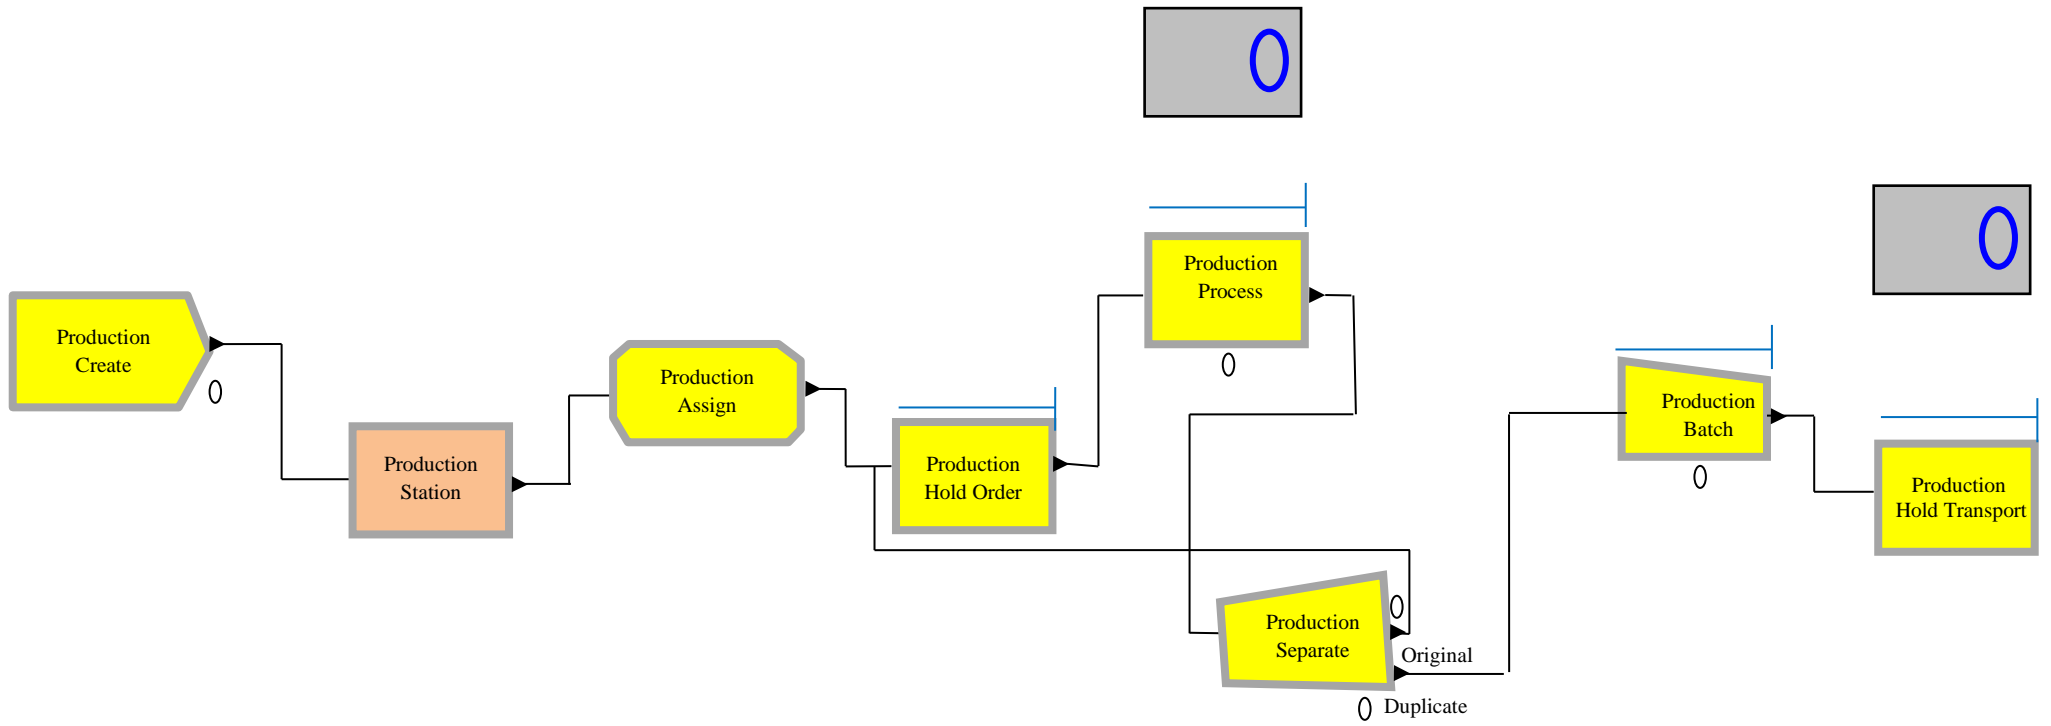 0
0
Production
Create
0
Production
Station
Production
Assign
Production
Hold Order
Production
Process
0
Production
Separate
0
Original
0 Duplicate
Production
Batch
0
Production
Hold Transport